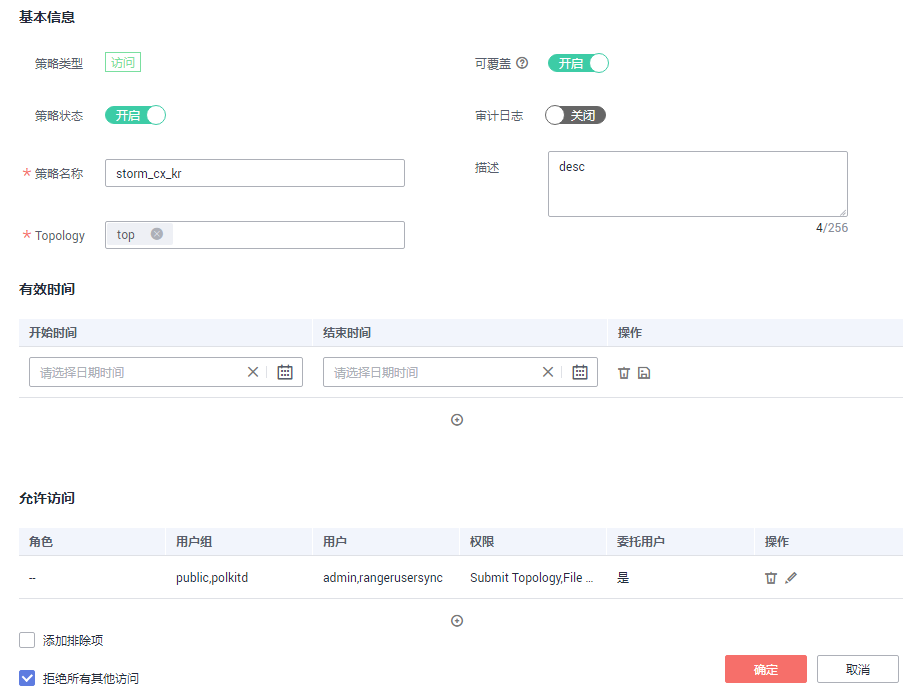 基本信息
策略类型 访问 可覆盖 开启
策略状态 开启 审计日志 关闭
* 策略名称 storm_cx_kr 描述 desc
4/256
* Topology top
有效时间
开始时间 结束时间 操作
请选择日期时间 请选择日期时间
允许访问
角色 用户组 用户 权限 委托用户 操作
-- public,polkitd admin,rangerusersync Submit Topology,File ... 是
添加排除项
拒绝所有其他访问
确定 取消